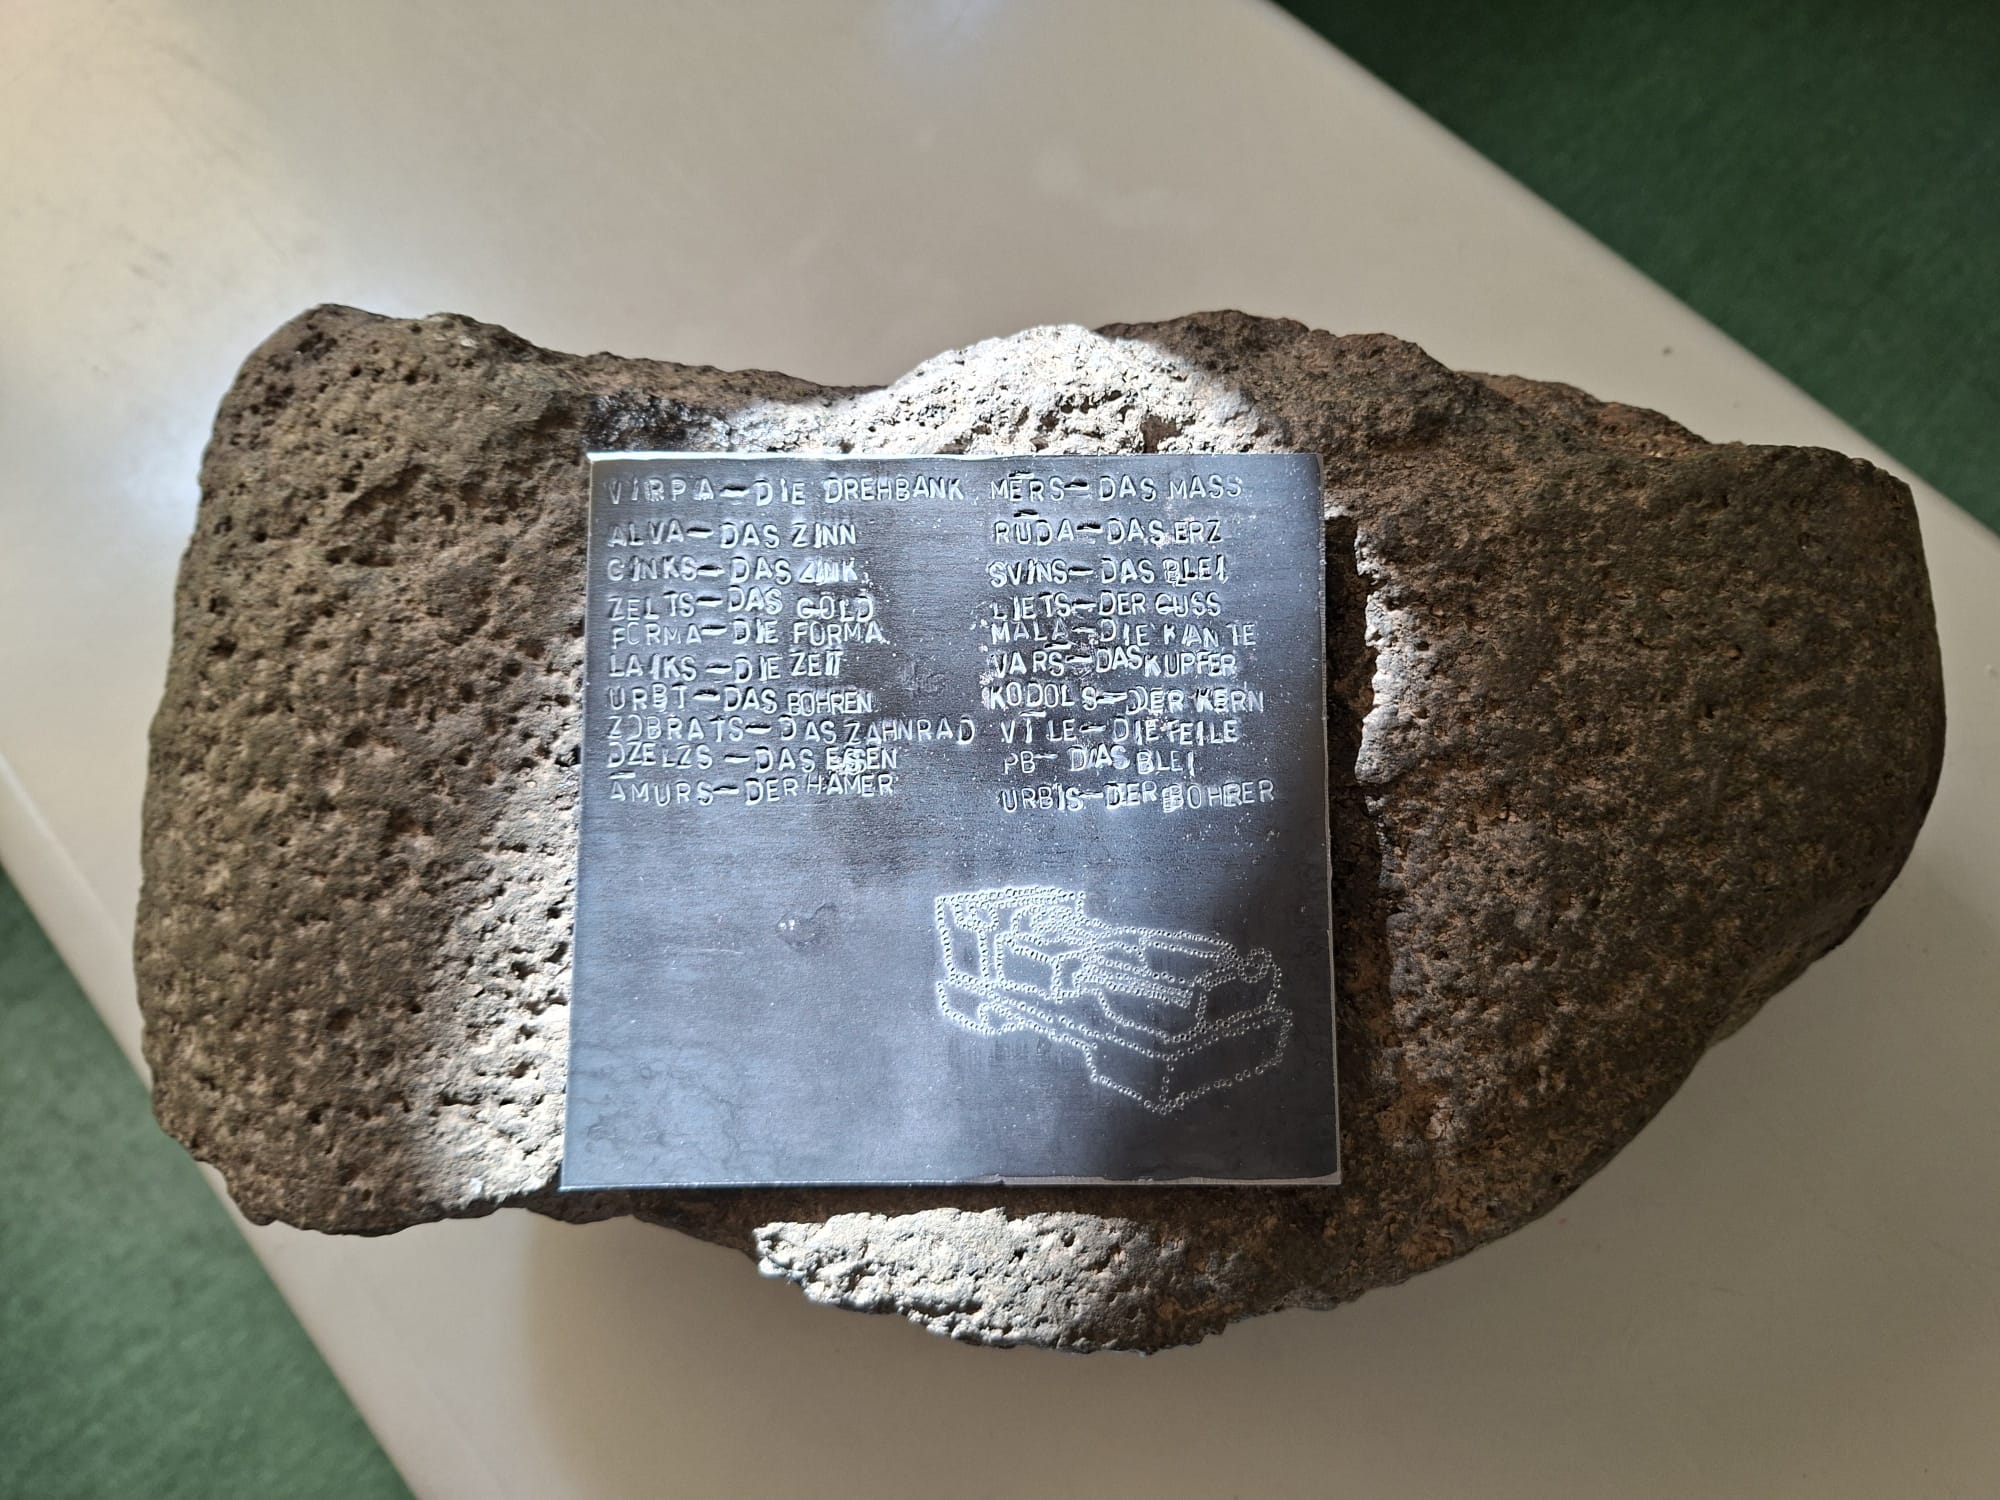 VIRPA—DIE DREHBANK
ALVA—DAS ZINN
CINKS—DAS ZINK
ZELTS—DAS GOLD
FORMA—DIE FORMA
LAIKS—DIE ZEIT
URBT—DAS BOHREN
ZOBRATS—DAS ZAHNRAD
DZELZS—DAS EISEN
ĀMURS—DER HAMER
MĒRS—DAS MASS
RŪDA—DAS ERZ
SVINS—DAS BLEI
LIETS—DER GUSS
MALA—DIE KANTE
VARŠ—DAS KUPFER
KODOLS—DER KERN
VĪLE—DIE FEILE
PB—DAS BLEI
URBIS—DER BOHRER